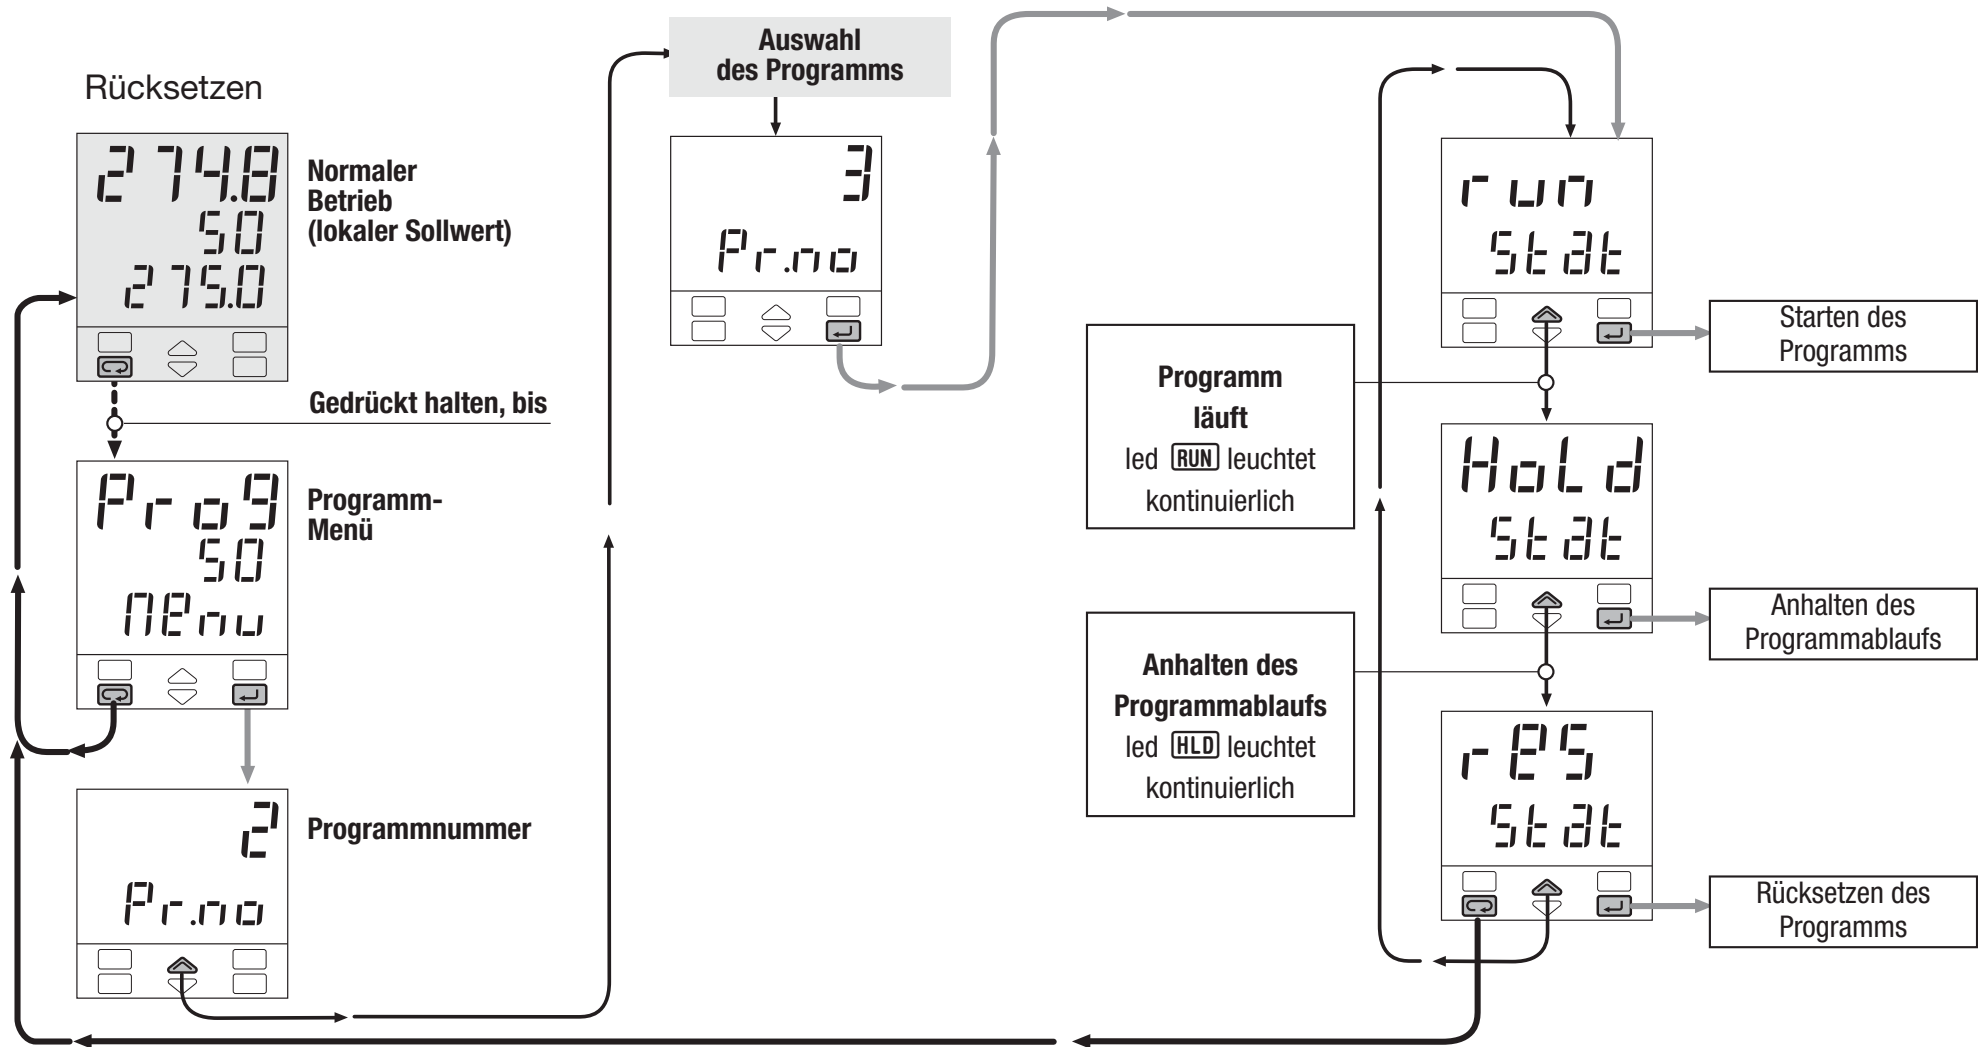 Rücksetzen
274.8
50
275.0
Normaler
Betrieb
(lokaler Sollwert)
Gedrückt halten, bis
Prog
50
MEnu
Programm-
Menü
2
Pr.no
Programmnummer
Auswahl
des Programms
3
Pr.no
run
Stat
Starten des
Programms
Programm
läuft
led RUN leuchtet
kontinuierlich
HoLd
Stat
Anhalten des
Programmablaufs
Anhalten des
Programmablaufs
led HLD leuchtet
kontinuierlich
rES
Stat
Rücksetzen des
Programms